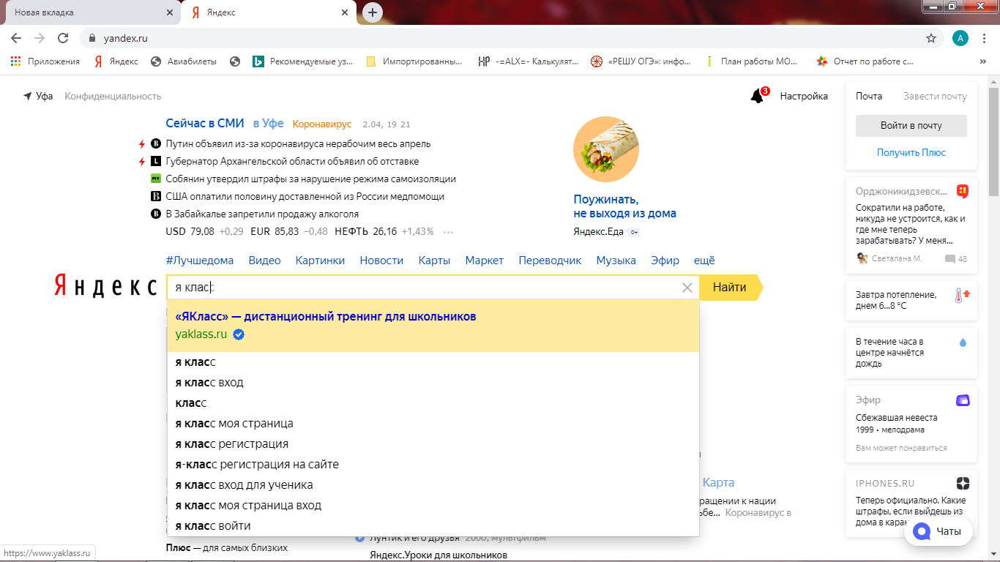 Новая вкладка
Яндекс
yandex.ru
А
Приложения
Яндекс
Авиабилеты
Рекомендуемые уз...
Импортированны...
-=ALX=- Калькулят...
«РЕШУ ОГЭ»: инфо...
План работы МО...
Отчет по работе с...
»
Уфа Конфиденциальность
3
Настройка
Сейчас в СМИ в Уфе Коронавирус 2.04, 19 21
Путин объявил из-за коронавируса нерабочим весь апрель
Губернатор Архангельской области объявил об отставке
Собянин утвердил штрафы за нарушение режима самоизоляции
США оплатили половину доставленной из России медпомощи
В Забайкалье запретили продажу алкоголя
USD 79,08 +0,29 EUR 85,83 −0,48 НЕФТЬ 26,16 +1,43% ...
Поужинать,
не выходя из дома
Яндекс.Еда 0+
#Лучшедома Видео Картинки Новости Карты Маркет Переводчик Музыка Эфир ещё
Яндекс
я класс
Найти
«ЯКласс» — дистанционный тренинг для школьников
yaklass.ru
я класс
я класс вход
класс
я класс моя страница
я класс регистрация
я-класс регистрация на сайте
я класс вход для ученика
я класс моя страница вход
я класс войти
Карта
ращении к нации
ьбе... Коронавирус в
Плюс — для самых близких
Лунтик и его друзья 2006, мультфильм
Яндекс.Уроки для школьников
Почта Завести почту
Войти в почту
Получить Плюс
Орджоникидзевск...
Сократили на работе,
никуда не устроится, как и
где мне теперь
зарабатывать? У меня...
Светалана М. 48
Завтра потепление,
днем 6...8 °C
В течение часа в
центре начнётся
дождь
Эфир
Сбежавшая невеста
1999 • мелодрама
Вам может понравиться
IPHONES.RU
Теперь официально. Какие
штрафы, если выйдешь из
дома в каран
Чаты
https://www.yaklass.ru